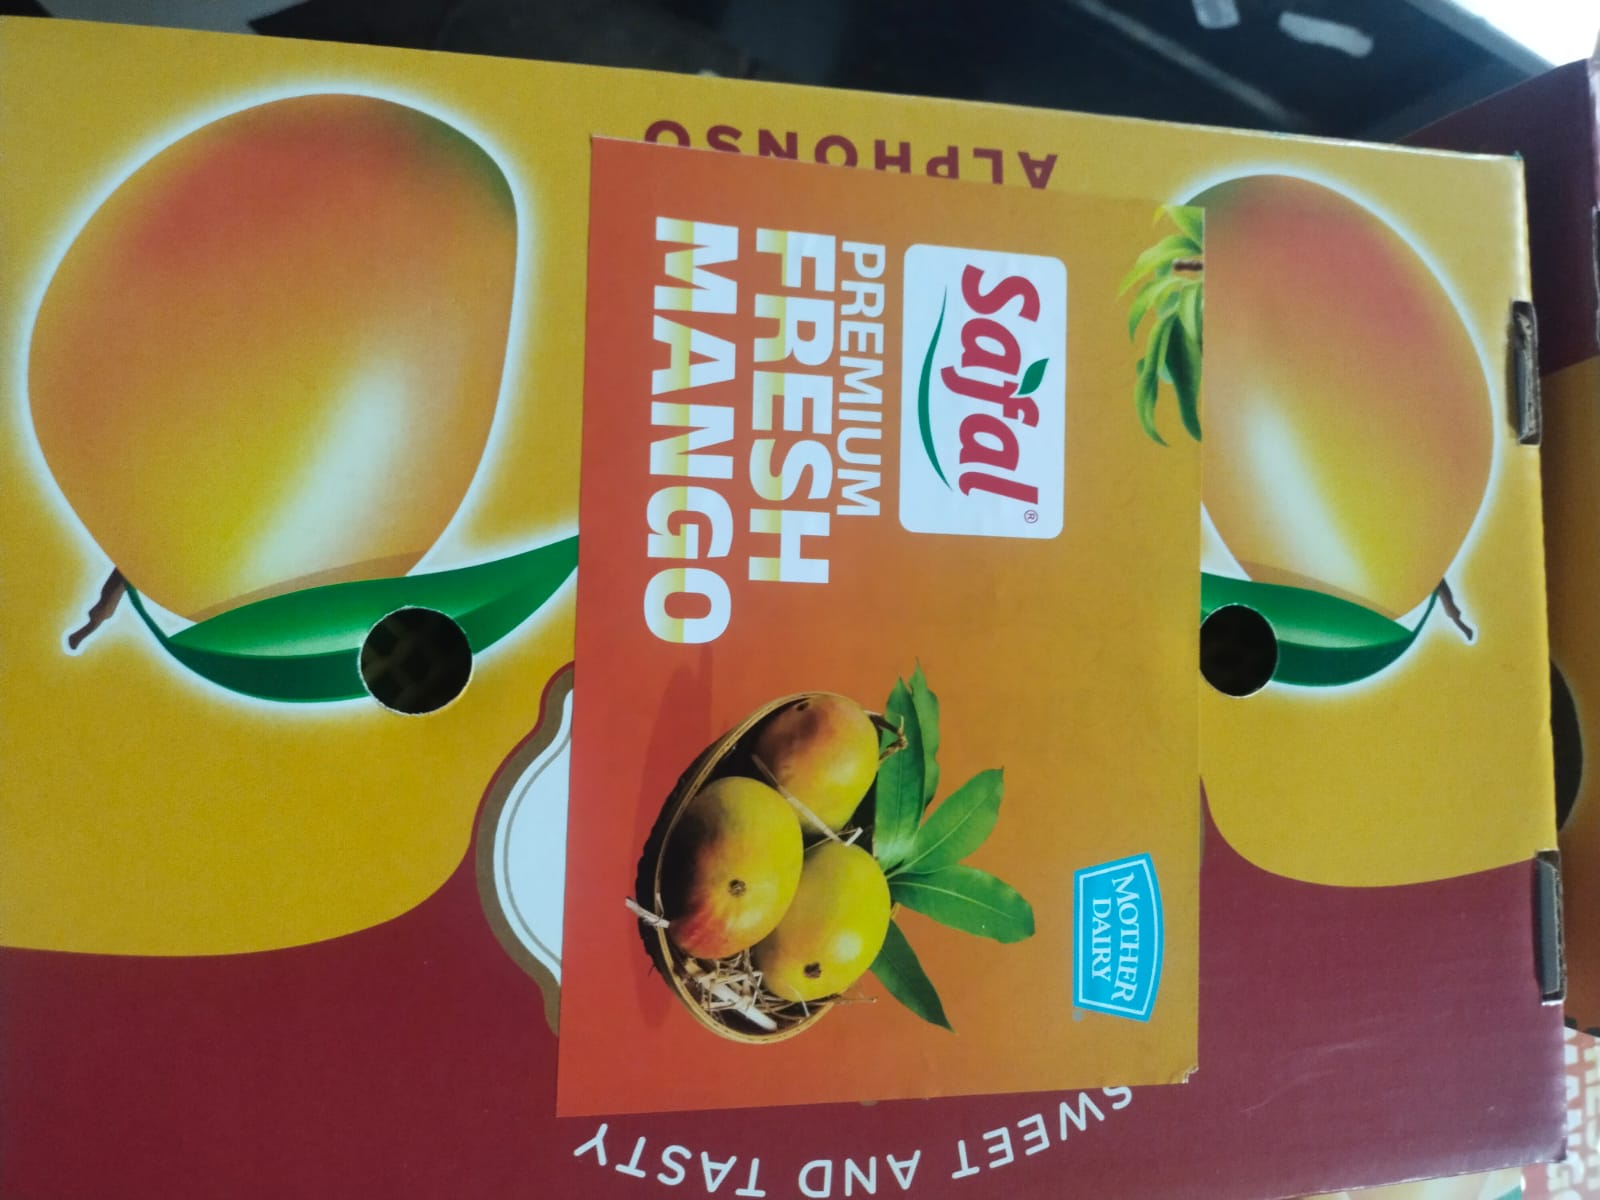 ALPHONSO
Safal®
PREMIUM
FRESH
MANGO
MOTHER
DAIRY
SWEET AND TASTY